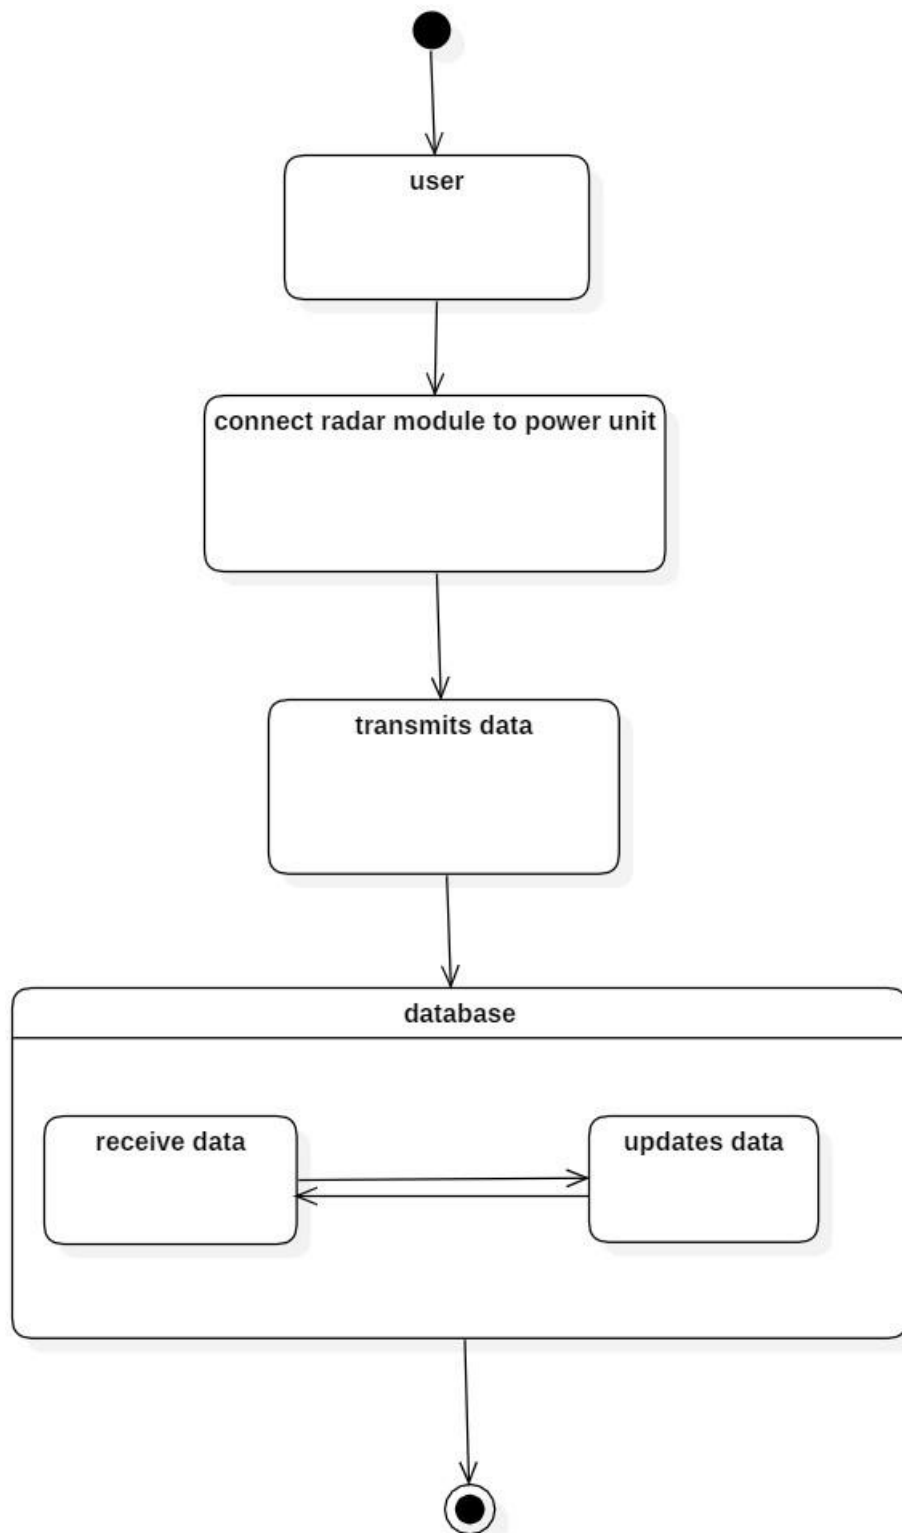 user
connect radar module to power unit
transmits data
database
receive data
updates data